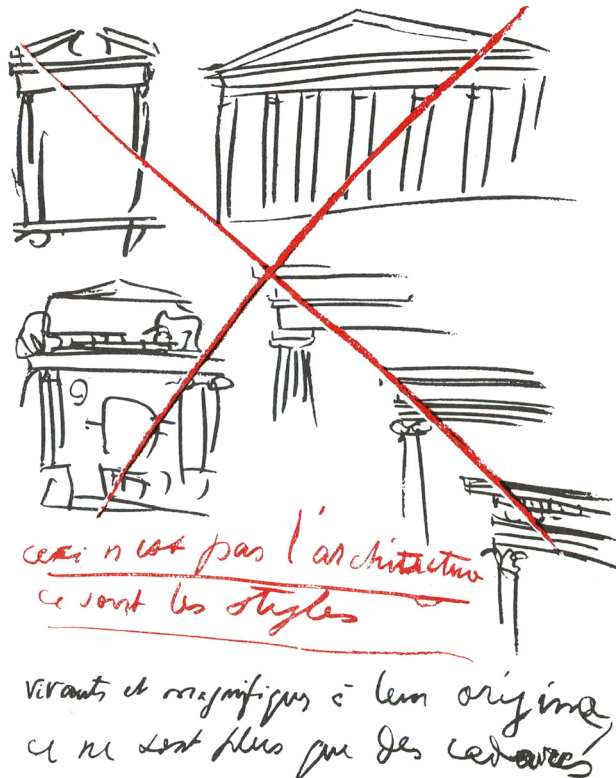 ceci n'est pas l'architecture
ce sont les styles
vivants et magnifiques à leur origine,
ce ne sont plus que des cadavres